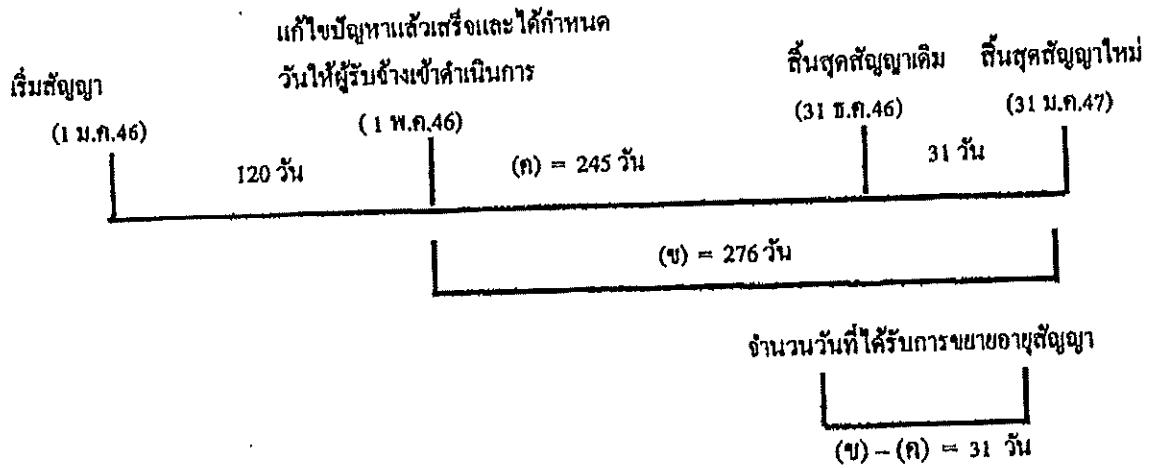 แก้ไขปัญหาแล้วเสร็จและได้กำหนด
วันให้ผู้รับจ้างเข้าดำเนินการ
เริ่มสัญญา
สิ้นสุดสัญญาเดิม
สิ้นสุดสัญญาใหม่
(1 ม.ค.46)
( 1 พ.ค.46)
(31 ธ.ค.46)
(31 ม.ค.47)
120 วัน
(ค) = 245 วัน
31 วัน
(ข) = 276 วัน
จำนวนวันที่ได้รับการขยายอายุสัญญา
(ข) – (ค) = 31 วัน